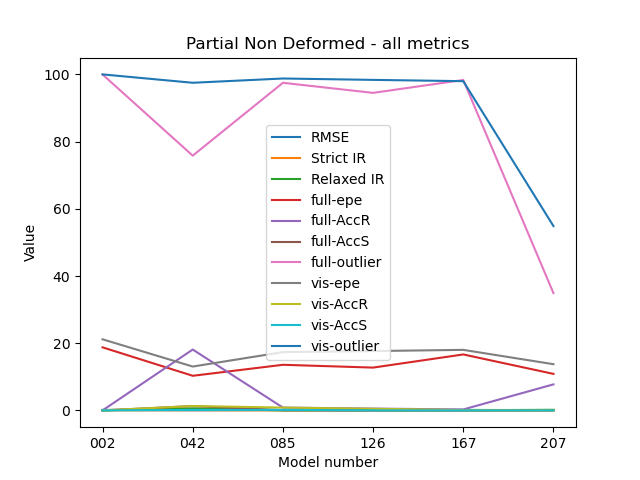 Partial Non Deformed - all metrics
100
80
60
40
20
0
Value
RMSE
Strict IR
Relaxed IR
full-epe
full-AccR
full-AccS
full-outlier
vis-epe
vis-AccR
vis-AccS
vis-outlier
002 042 085 126 167 207
Model number